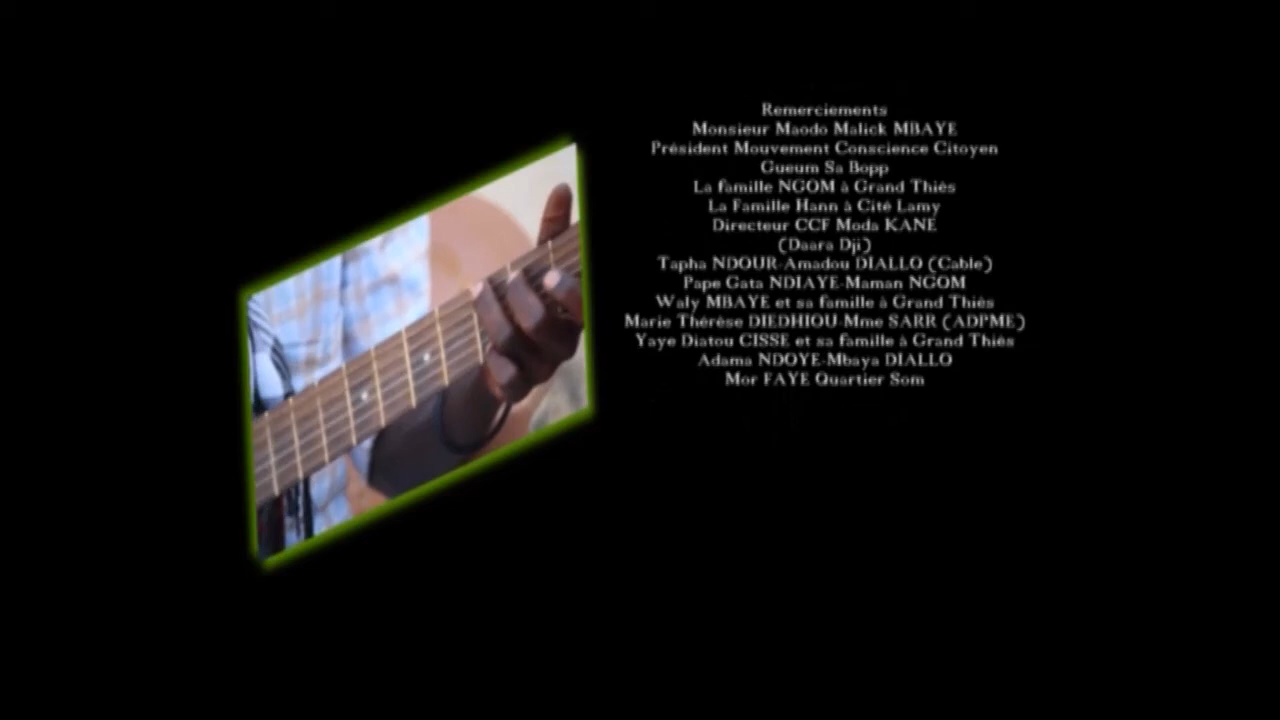 Remerciements
Monsieur Maodo Malick MBAYE
Président Mouvement Conscience Citoyen
Gueum Sa Bopp
La famille NGOM à Grand Thiès
La Famille Hann à Cité Lamy
Directeur CCF Moda KANE
(Daara Dji)
Tapha NDOUR-Amadou DIALLO (Cable)
Pape Gata NDIAYE-Maman NGOM
Waly MBAYE et sa famille à Grand Thiès
Marie Thérèse DIEDHIOU-Mme SARR (ADPME)
Yaye Diatou CISSE et sa famille à Grand Thiès
Adama NDOYE-Mbaya DIALLO
Mor FAYE Quartier Som